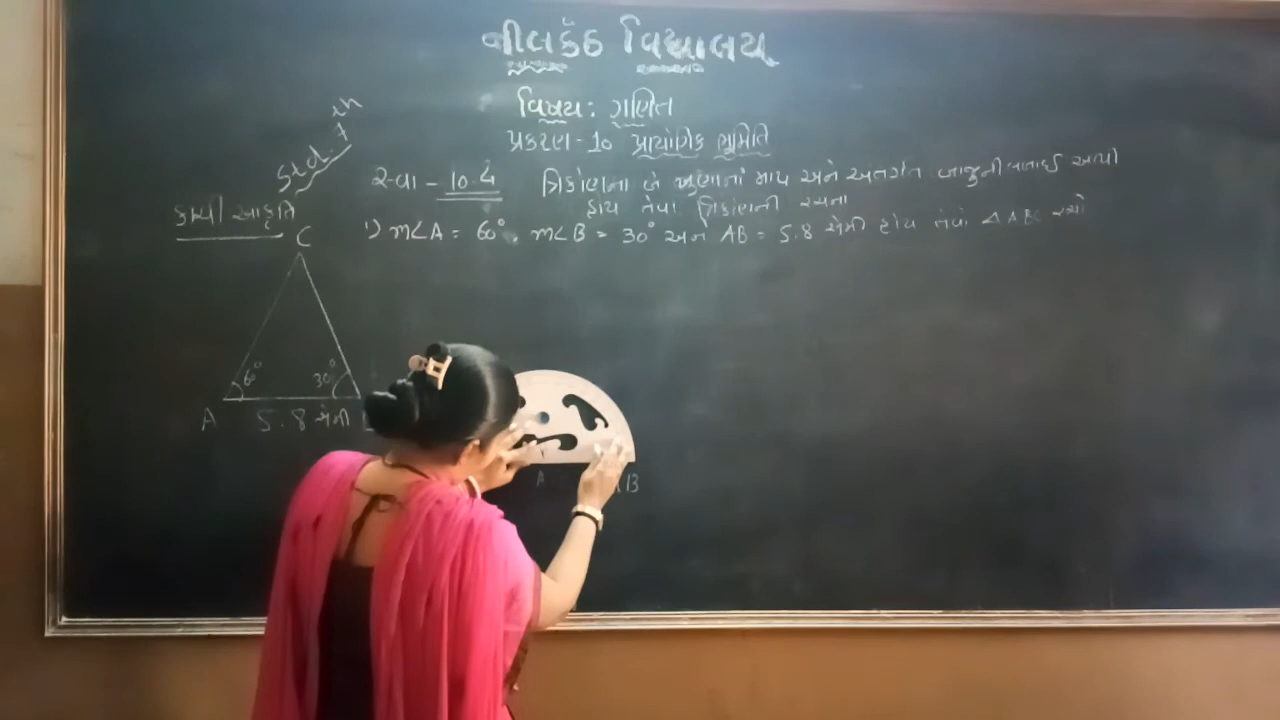 નીલકંઠ વિદ્યાલય
વિષય: ગણિત
પ્રકરણ-10 પ્રાયોગિક ભૂમિતિ
Std. 7th
સ્વા - 10.4 ત્રિકોણના બે ખૂણાનાં માપ અને અંતર્ગત બાજુની લંબાઈ આપી
હોય તેવા ત્રિકોણની રચના
કાચી આકૃતિ
1) m∠A = 60°, m∠B = 30° અને AB = 5.8 સેમી હોય તેવો ΔABC રચો
C
60°
30°
A 5.8 સેમી
A B